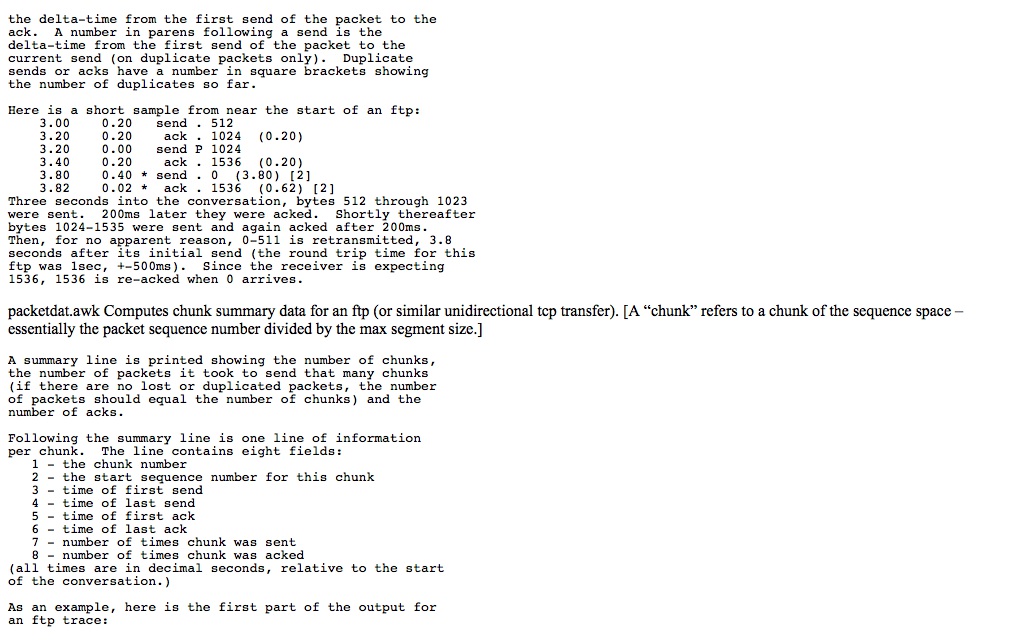 the delta-time from the first send of the packet to the
ack.  A number in parens following a send is the
delta-time from the first send of the packet to the
current send (on duplicate packets only).  Duplicate
sends or acks have a number in square brackets showing
the number of duplicates so far.
Here is a short sample from near the start of an ftp:
    3.00    0.20   send . 512
    3.20    0.20    ack . 1024  (0.20)
    3.20    0.00   send P 1024
    3.40    0.20    ack . 1536  (0.20)
    3.80    0.40 * send . 0  (3.80) [2]
    3.82    0.02 *  ack . 1536  (0.62) [2]
Three seconds into the conversation, bytes 512 through 1023
were sent.  200ms later they were acked.  Shortly thereafter
bytes 1024-1535 were sent and again acked after 200ms.
Then, for no apparent reason, 0-511 is retransmitted, 3.8
seconds after its initial send (the round trip time for this
ftp was 1sec, +-500ms).  Since the receiver is expecting
1536, 1536 is re-acked when 0 arrives.
packetdat.awk Computes chunk summary data for an ftp (or similar unidirectional tcp transfer). [A “chunk” refers to a chunk of the sequence space –
essentially the packet sequence number divided by the max segment size.]
A summary line is printed showing the number of chunks,
the number of packets it took to send that many chunks
(if there are no lost or duplicated packets, the number
of packets should equal the number of chunks) and the
number of acks.
Following the summary line is one line of information
per chunk.  The line contains eight fields:
   1 - the chunk number
   2 - the start sequence number for this chunk
   3 - time of first send
   4 - time of last send
   5 - time of first ack
   6 - time of last ack
   7 - number of times chunk was sent
   8 - number of times chunk was acked
(all times are in decimal seconds, relative to the start
of the conversation.)
As an example, here is the first part of the output for
an ftp trace: